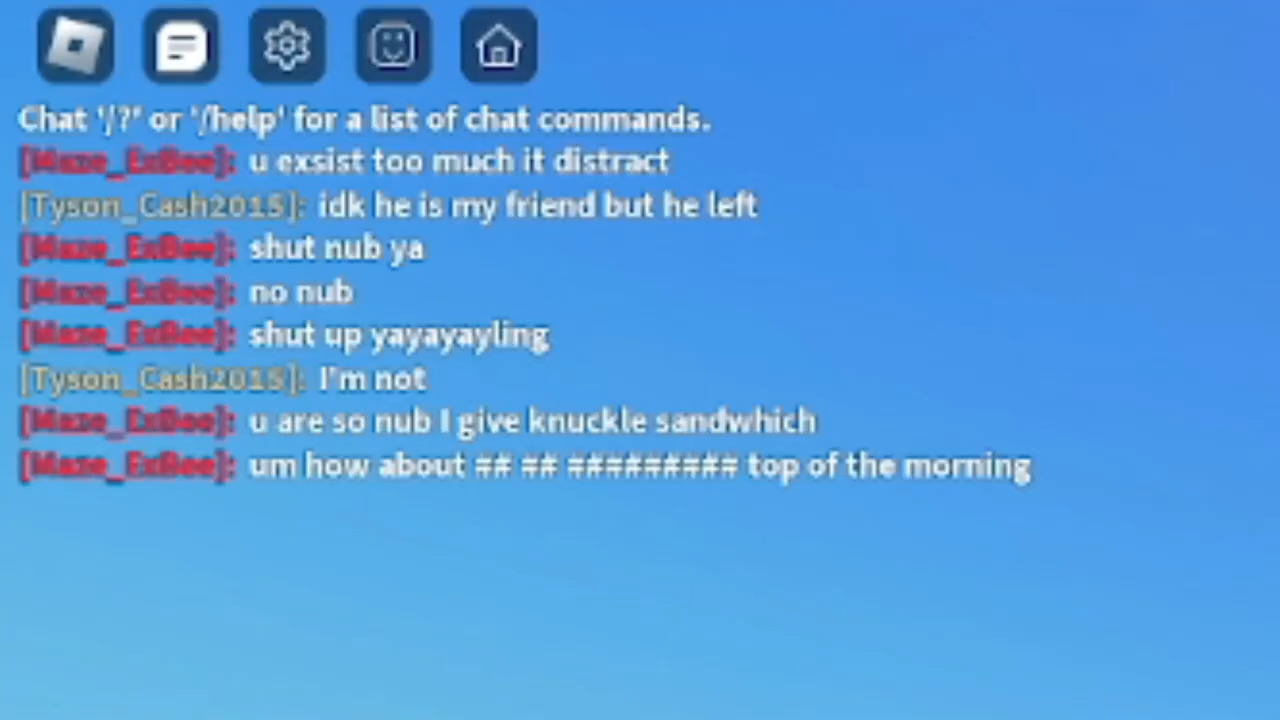 Chat '/?' or '/help' for a list of chat commands.
[Maze_ExBee]: u exsist too much it distract
[Tyson_Cash2015]: idk he is my friend but he left
[Maze_ExBee]: shut nub ya
[Maze_ExBee]: no nub
[Maze_ExBee]: shut up yayayayling
[Tyson_Cash2015]: I'm not
[Maze_ExBee]: u are so nub I give knuckle sandwhich
[Maze_ExBee]: um how about ## ## ######### top of the morning